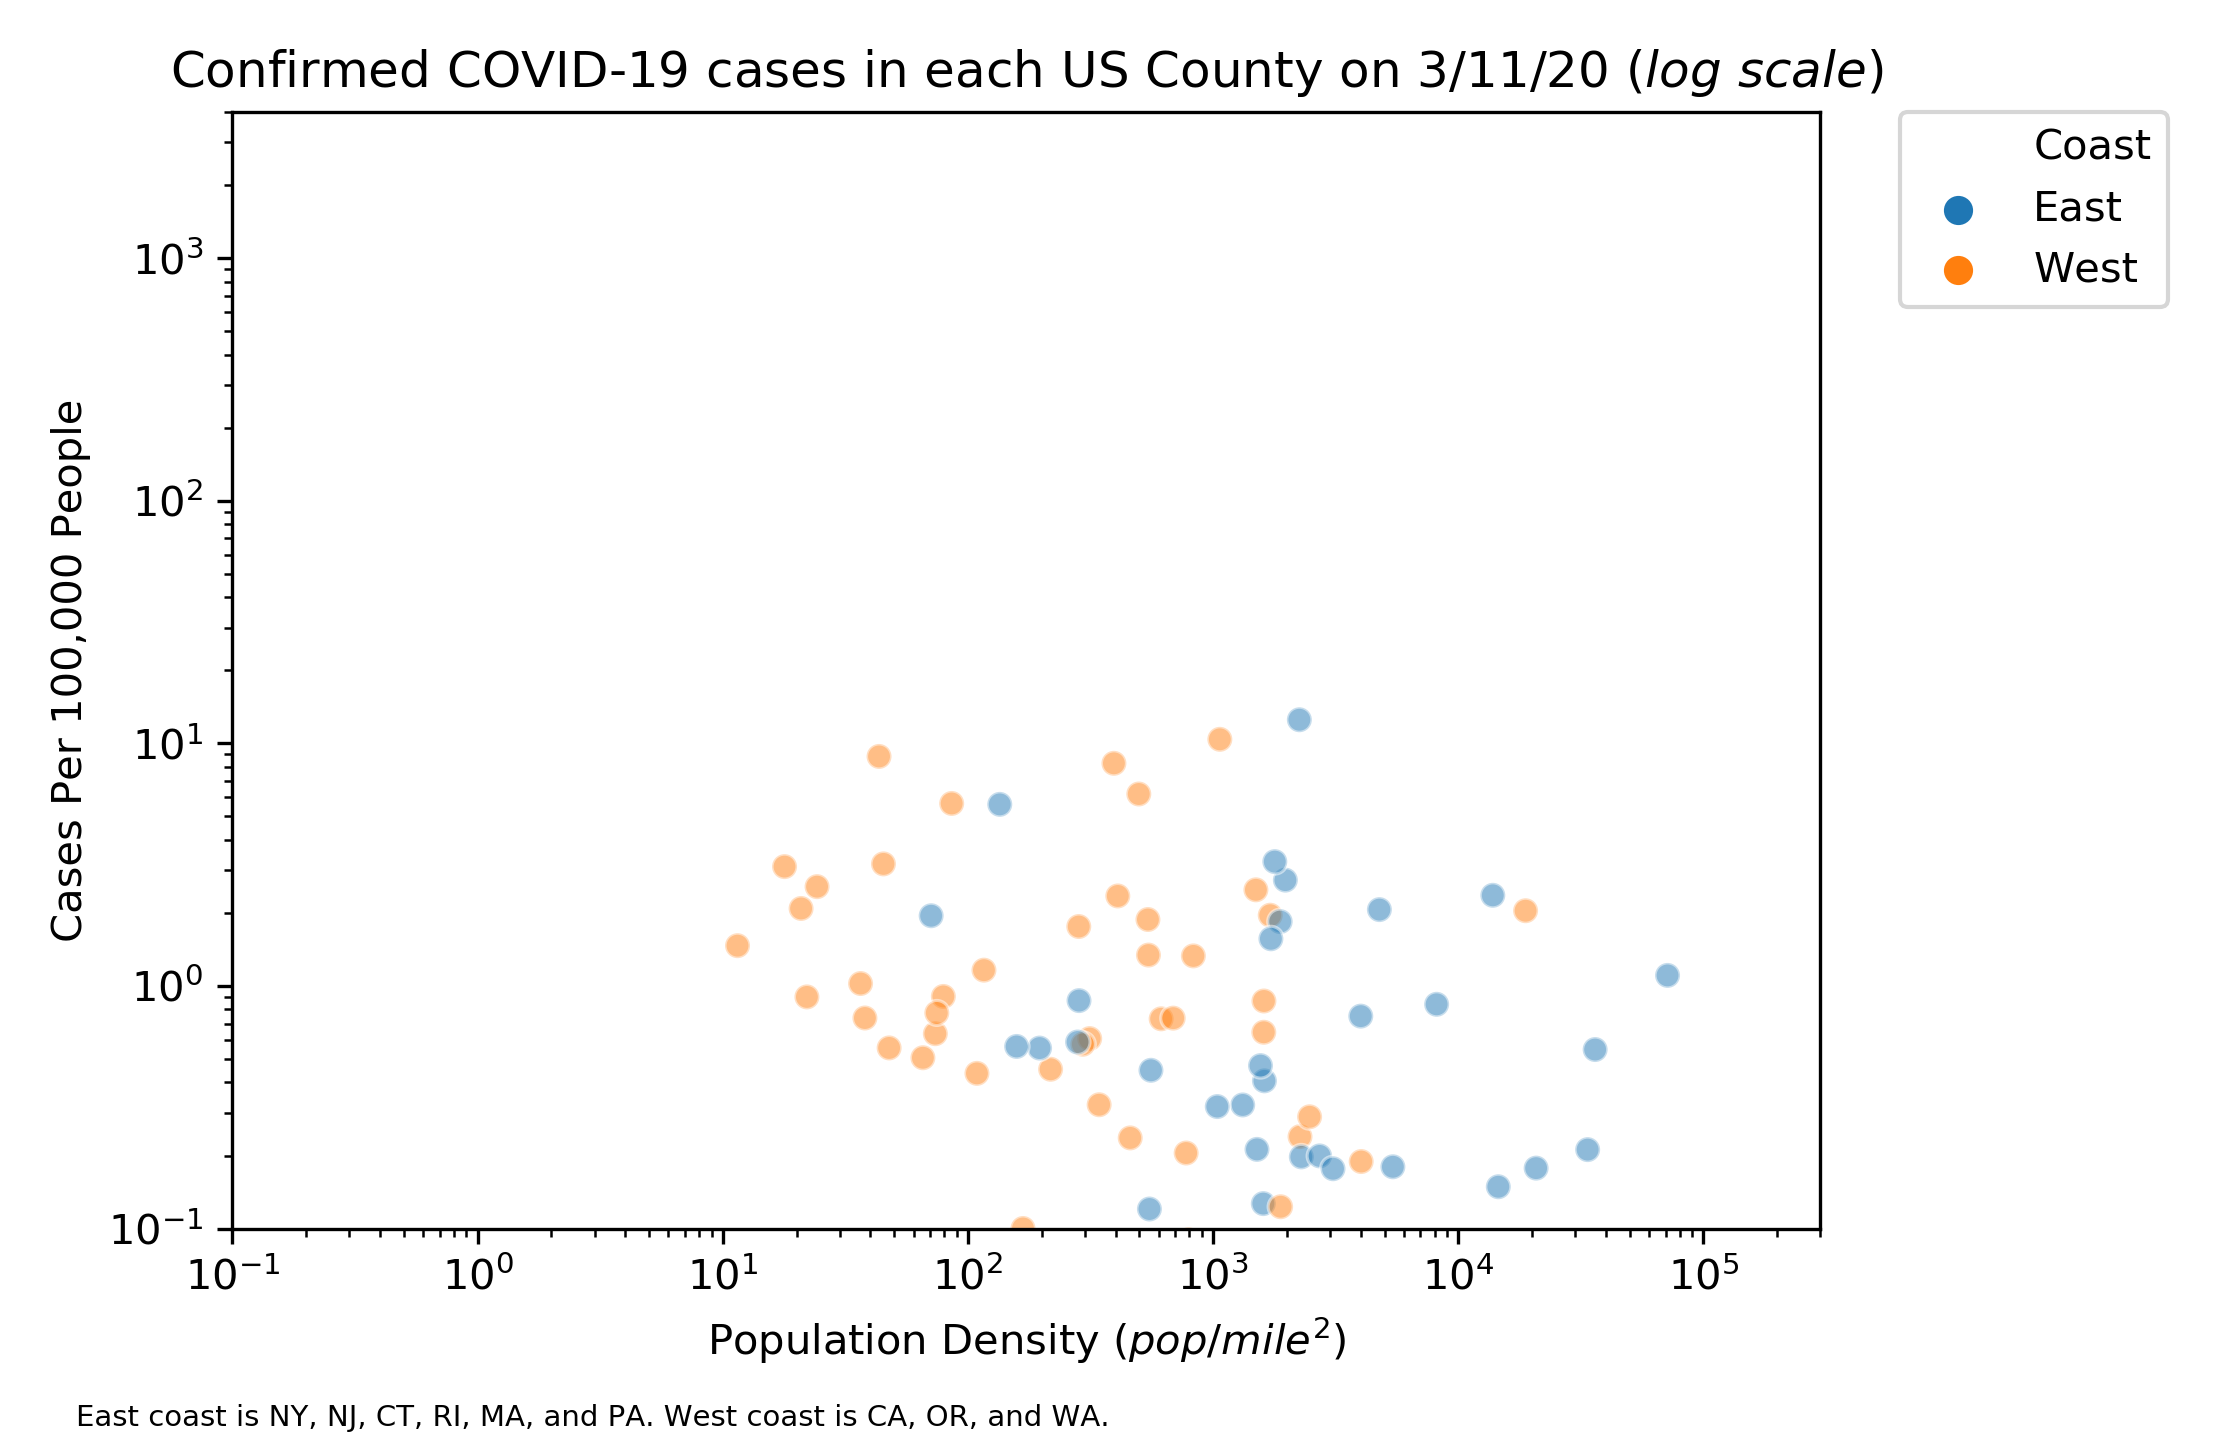 Confirmed COVID-19 cases in each US County on 3/11/20 (log scale)
Coast
East
West
10³
10²
10¹
10⁰
10⁻¹
Cases Per 100,000 People
10⁻¹ 10⁰ 10¹ 10² 10³ 10⁴ 10⁵
Population Density (pop/mile²)
East coast is NY, NJ, CT, RI, MA, and PA. West coast is CA, OR, and WA.